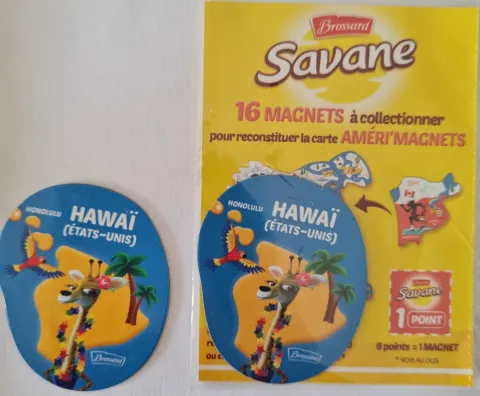 Brossard
Savane
16 MAGNETS à collectionner
pour reconstituer la carte AMÉRI'MAGNETS
HONOLULU
HAWAÏ
(ÉTATS-UNIS)
Brossard
HONOLULU
HAWAÏ
(ÉTATS-UNIS)
Brossard
Savane
1 POINT
6 points = 1 MAGNET
* VOIR AU DOS